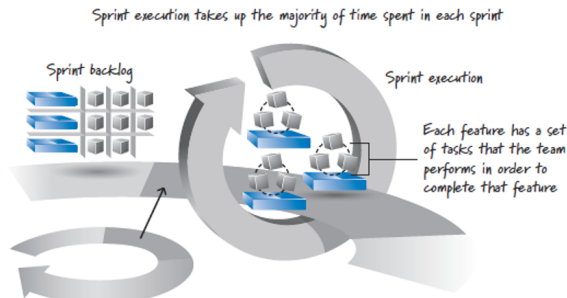 Sprint execution takes up the majority of time spent in each sprint
Sprint backlog
Sprint execution
Each feature has a set
of tasks that the team
performs in order to
complete that feature